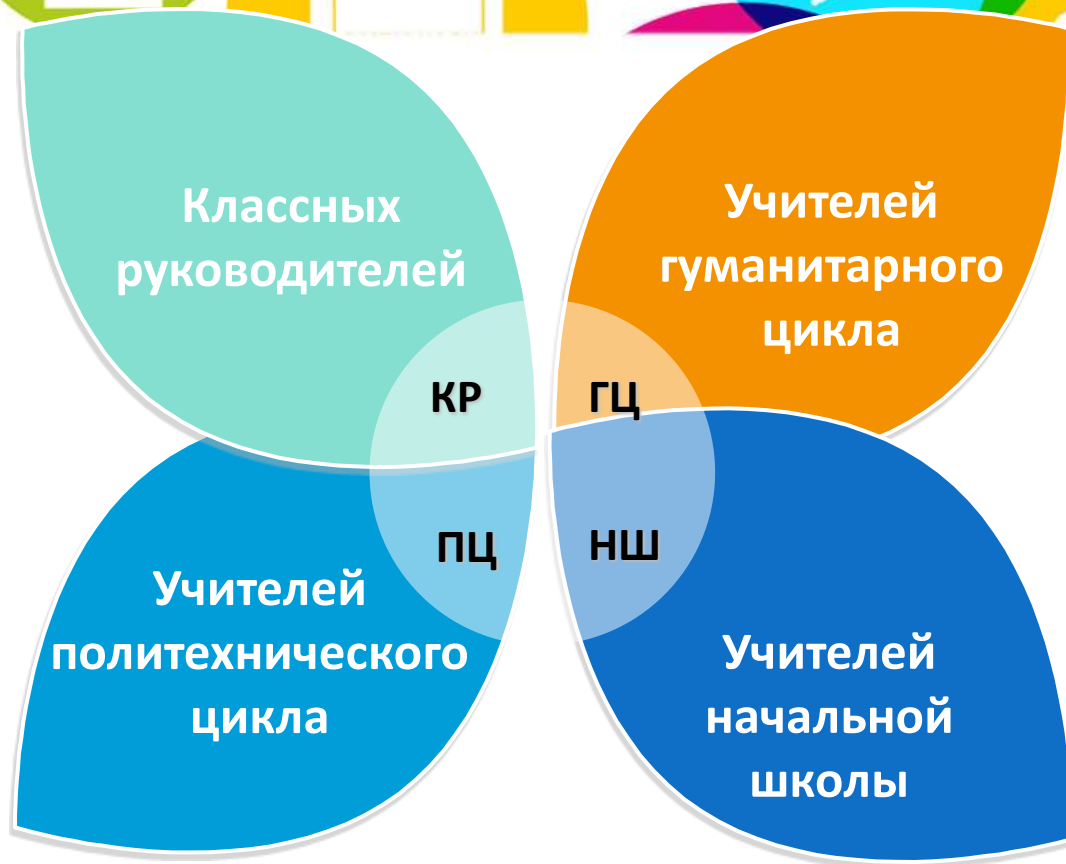 Классных
руководителей
Учителей
гуманитарного
цикла
КР
ГЦ
ПЦ
НШ
Учителей
политехнического
цикла
Учителей
начальной
школы